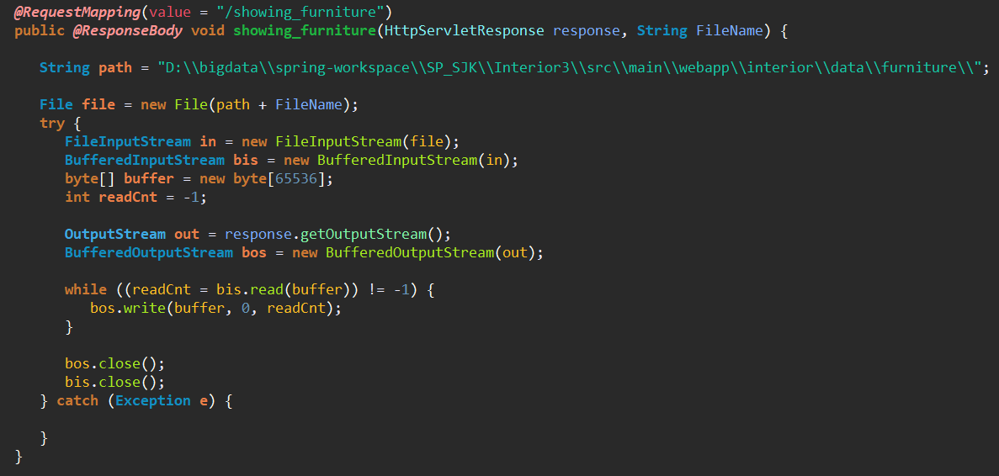 @RequestMapping(value = "/showing_furniture")
public @ResponseBody void showing_furniture(HttpServletResponse response, String FileName) {
String path = "D:\\bigdata\\spring-workspace\\SP_SJK\\Interior3\\src\\main\\webapp\\interior\\data\\furniture\\";
File file = new File(path + FileName);
try {
FileInputStream in = new FileInputStream(file);
BufferedInputStream bis = new BufferedInputStream(in);
byte[] buffer = new byte[65536];
int readCnt = -1;
OutputStream out = response.getOutputStream();
BufferedOutputStream bos = new BufferedOutputStream(out);
while ((readCnt = bis.read(buffer)) != -1) {
bos.write(buffer, 0, readCnt);
}
bos.close();
bis.close();
} catch (Exception e) {
}
}